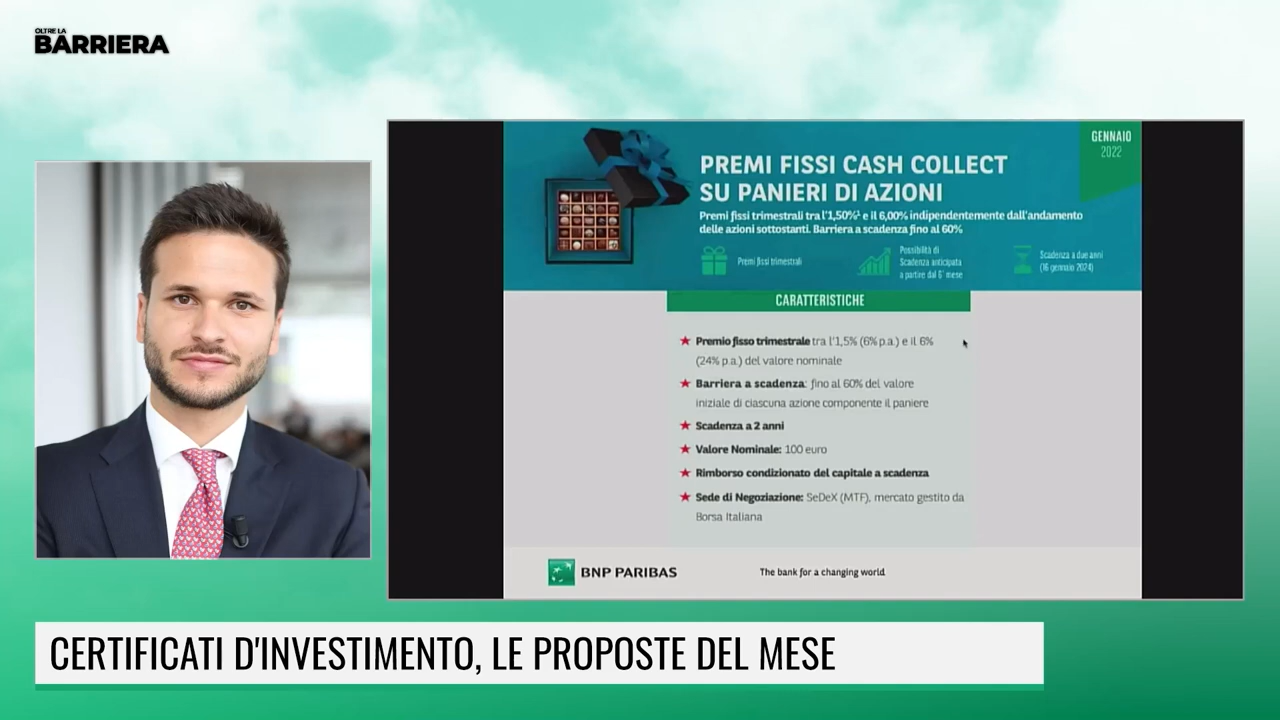 OLTRE LA
BARRIERA
GENNAIO
2022
PREMI FISSI CASH COLLECT
SU PANIERI DI AZIONI
Premi fissi trimestrali tra l'1,50%¹ e il 6,00% indipendentemente dall'andamento
delle azioni sottostanti. Barriera a scadenza fino al 60%
Premi fissi trimestrali
Possibilità di
Scadenza anticipata
a partire dal 6° mese
Scadenza a due anni
(16 gennaio 2024)
CARATTERISTICHE
★ Premio fisso trimestrale tra l'1,5% (6% p.a.) e il 6%
(24% p.a.) del valore nominale
★ Barriera a scadenza: fino al 60% del valore
iniziale di ciascuna azione componente il paniere
★ Scadenza a 2 anni
★ Valore Nominale: 100 euro
★ Rimborso condizionato del capitale a scadenza
★ Sede di Negoziazione: SeDeX (MTF), mercato gestito da
Borsa Italiana
BNP PARIBAS
The bank for a changing world
CERTIFICATI D'INVESTIMENTO, LE PROPOSTE DEL MESE